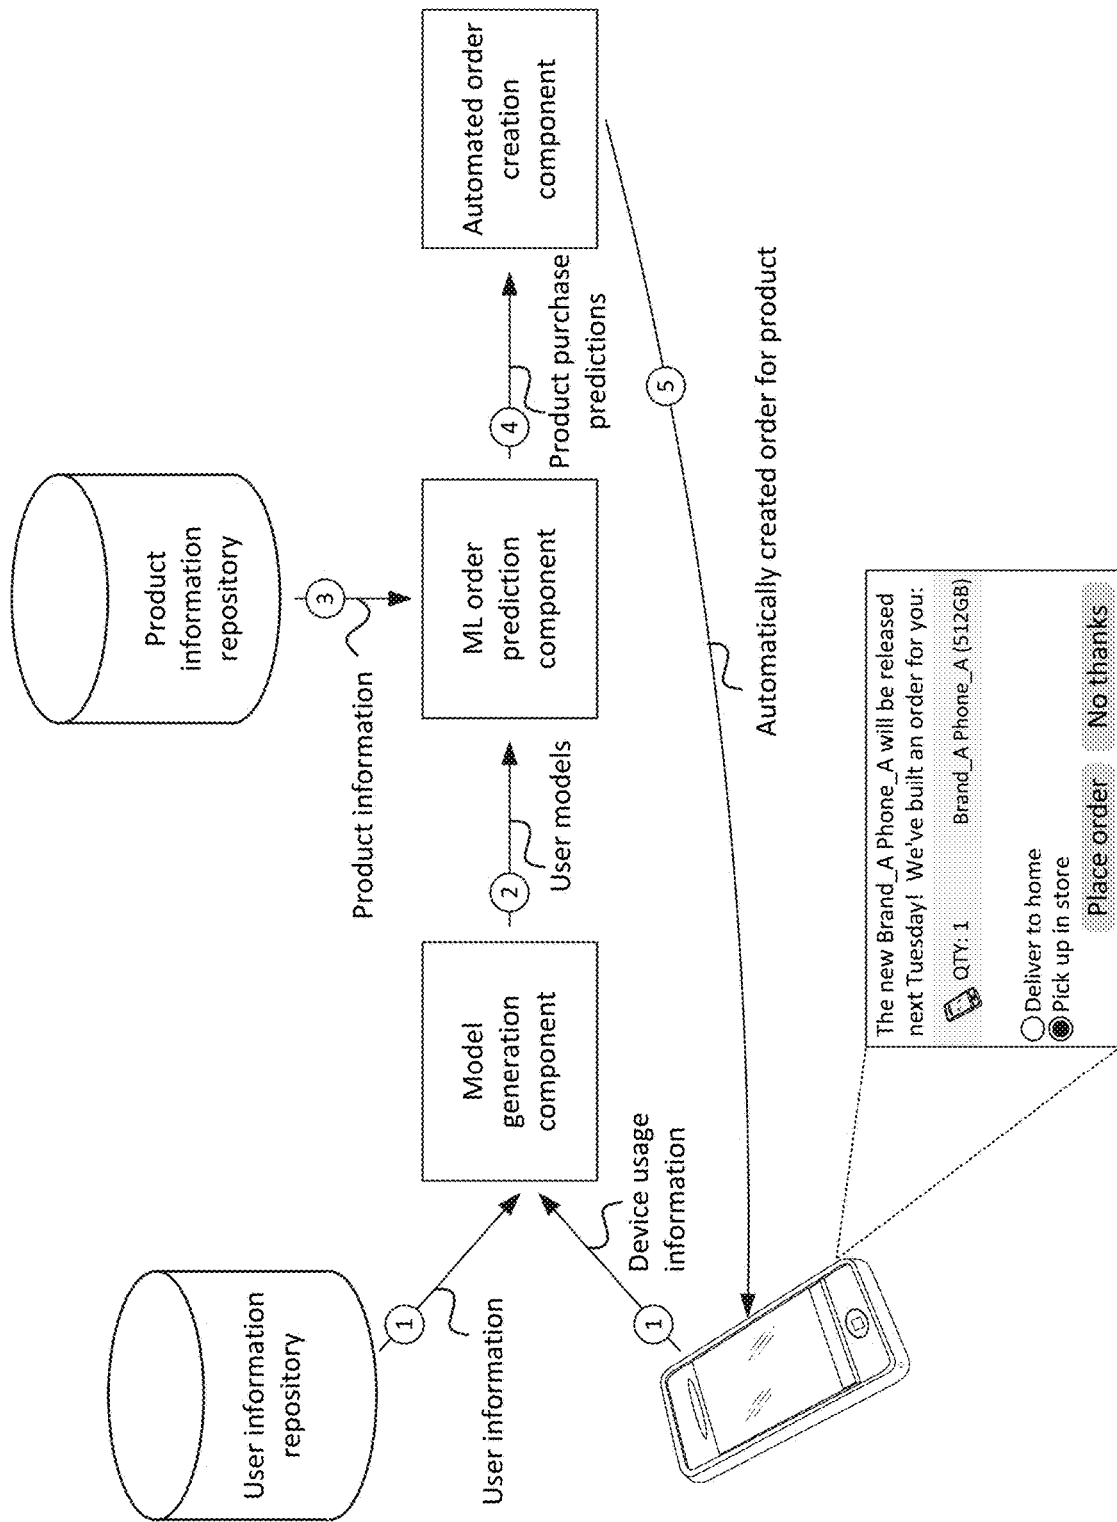 User information
repository
1
User information
1
Device usage
information
Model
generation
component
2
User models
Product
information
repository
3
Product information
ML order
prediction
component
4
Product purchase
predictions
Automated order
creation
component
5
Automatically created order for product
The new Brand_A Phone_A will be released
next Tuesday!  We've built an order for you:
QTY: 1 Brand_A Phone_A (512GB)
Deliver to home
Pick up in store
Place order No thanks